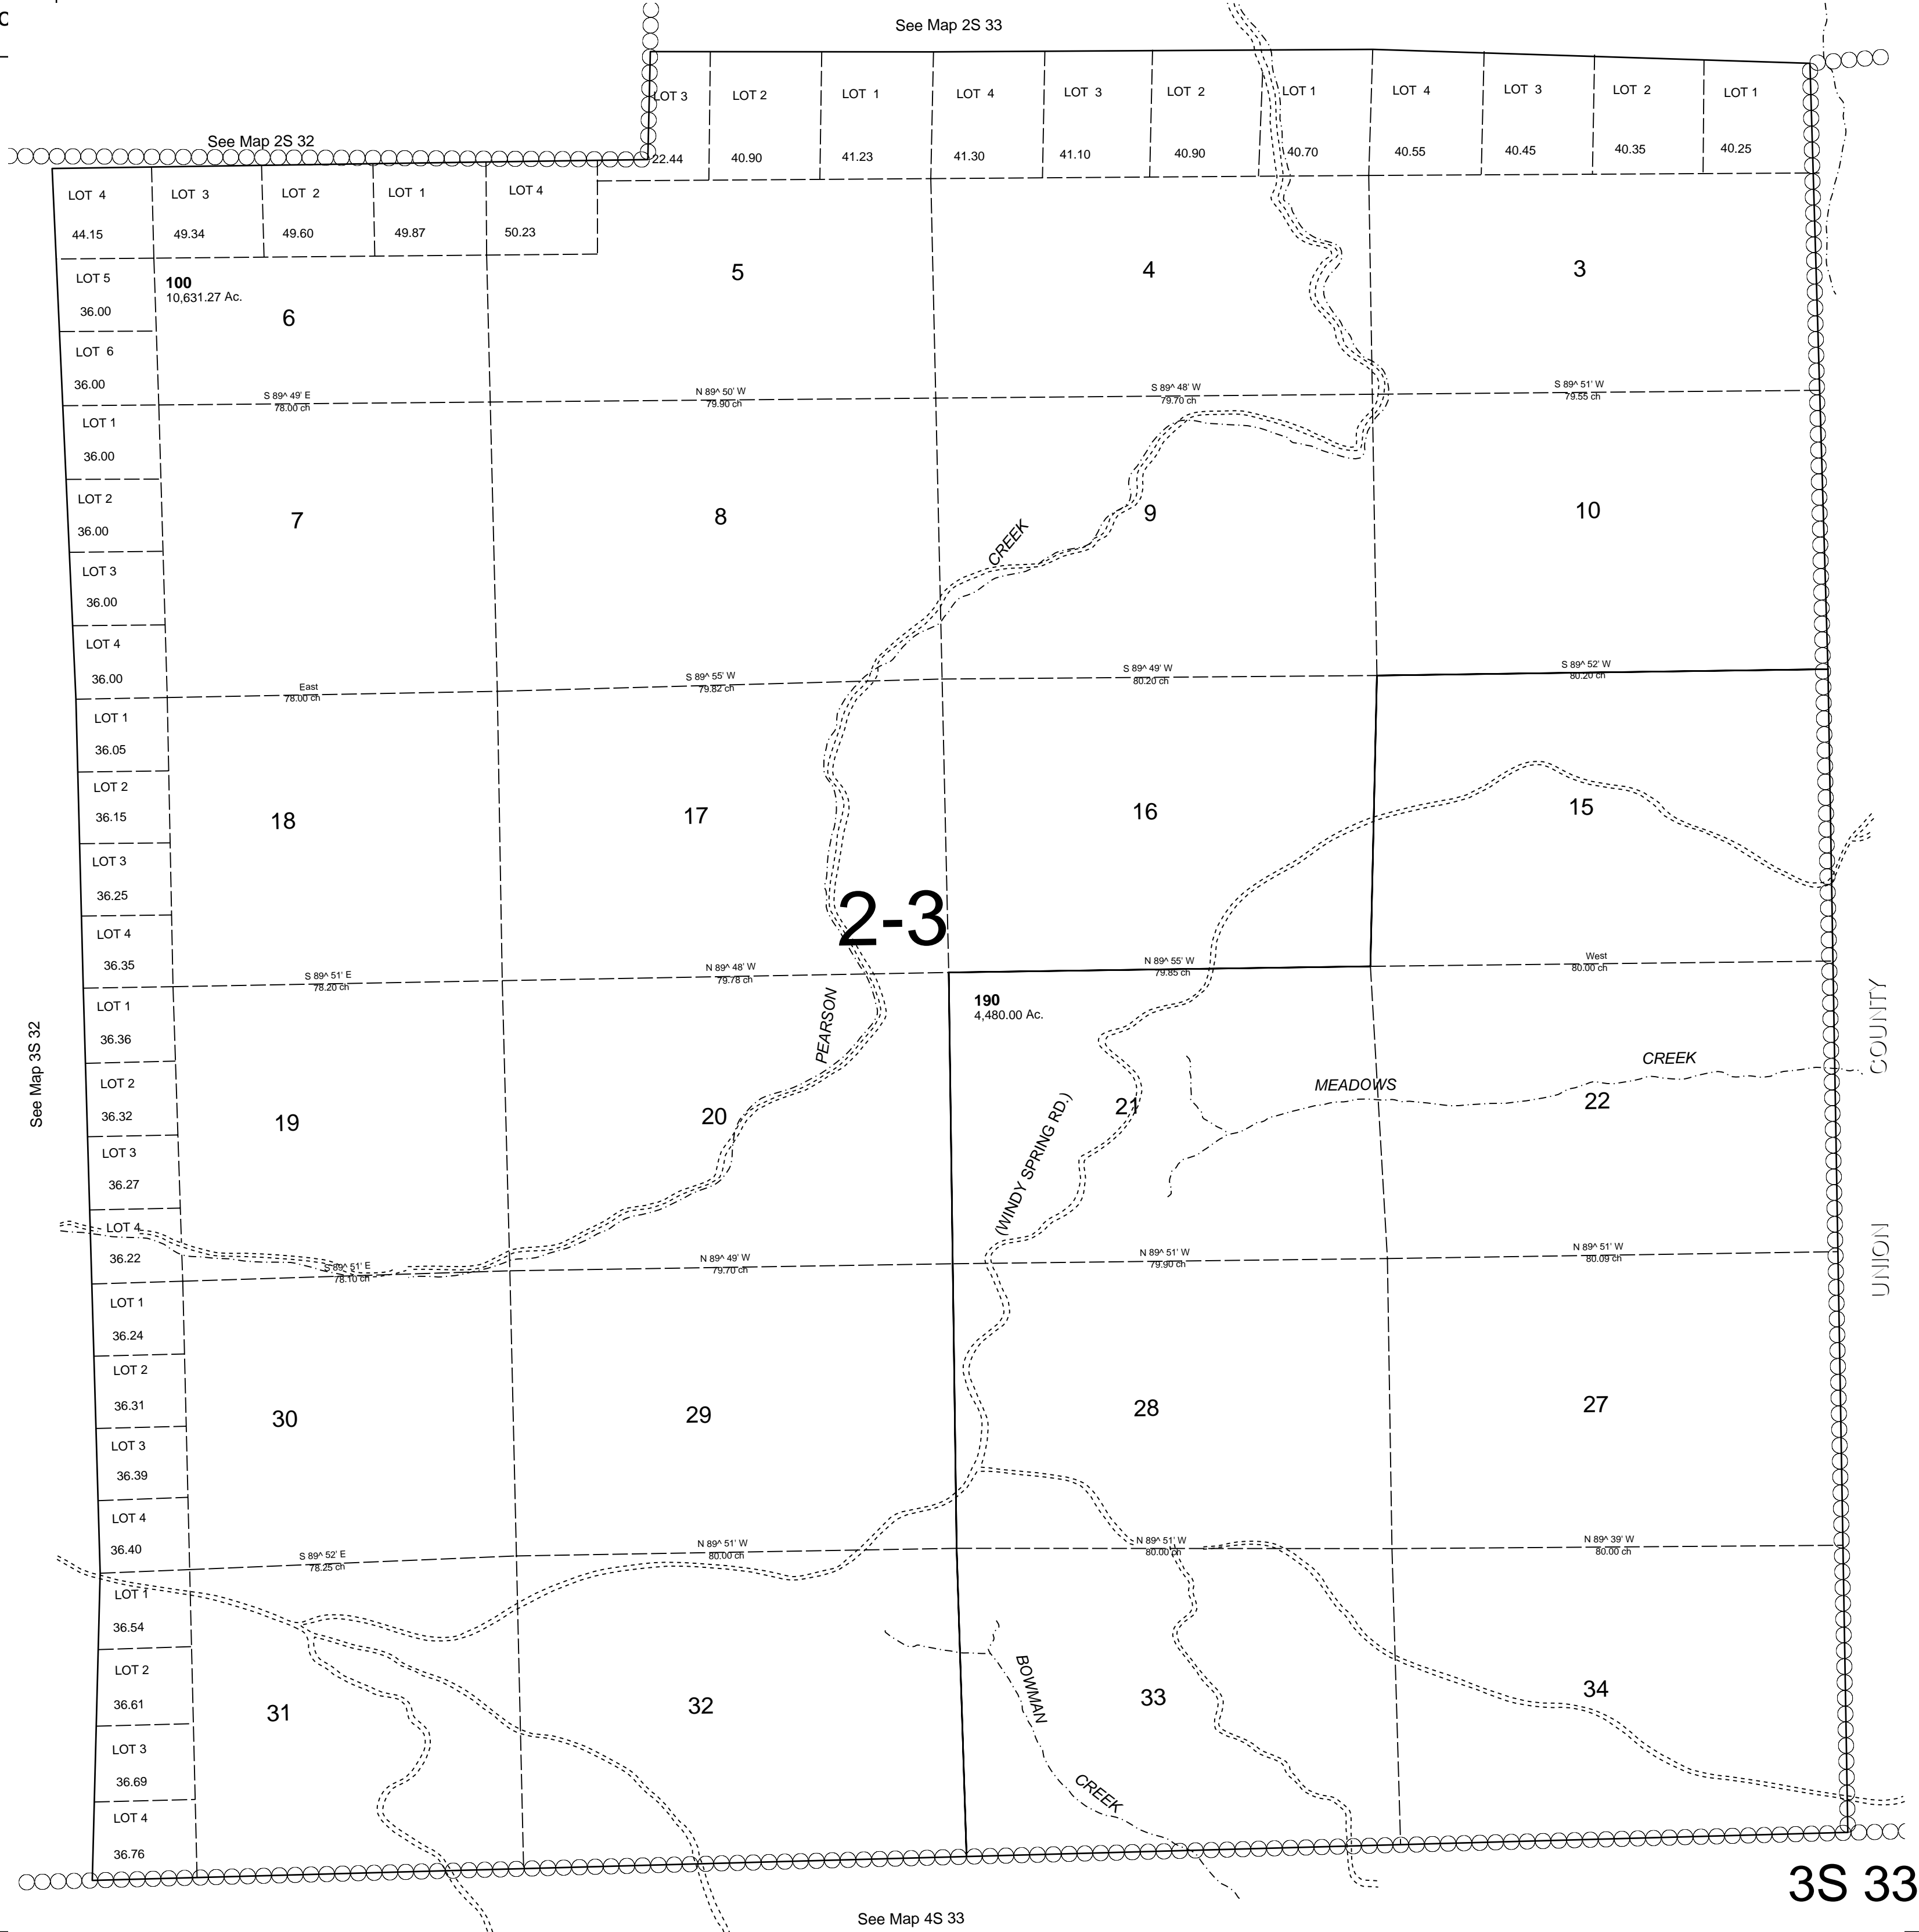 See Map 2S 33
LOT 3 LOT 2 LOT 1 LOT 4 LOT 3 LOT 2 LOT 1 LOT 4 LOT 3 LOT 2 LOT 1
22.44 40.90 41.23 41.30 41.10 40.90 40.70 40.55 40.45 40.35 40.25
See Map 2S 32
LOT 4 LOT 3 LOT 2 LOT 1 LOT 4
44.15 49.34 49.60 49.87 50.23
LOT 5
36.00
100
10,631.27 Ac.
6 5 4 3
LOT 6
36.00
S 89^ 49' E
78.00 ch
N 89^ 50' W
79.90 ch
S 89^ 48' W
79.70 ch
S 89^ 51' W
79.55 ch
LOT 1
36.00
LOT 2
36.00
7 8 9 10
CREEK
LOT 3
36.00
LOT 4
36.00
East
78.00 ch
S 89^ 55' W
79.82 ch
S 89^ 49' W
80.20 ch
S 89^ 52' W
80.20 ch
LOT 1
36.05
LOT 2
36.15
18 17 16 15
LOT 3
36.25
2-3
LOT 4
36.35
S 89^ 51' E
78.20 ch
N 89^ 48' W
79.78 ch
N 89^ 55' W
79.85 ch
West
80.00 ch
LOT 1
36.36
190
4,480.00 Ac.
PEARSON
COUNTY
See Map 3S 32
MEADOWS
CREEK
LOT 2
36.32
19 20 21 22
(WINDY SPRING RD.)
LOT 3
36.27
LOT 4
36.22
S 89^ 51' E
78.10 ch
N 89^ 49' W
79.70 ch
N 89^ 51' W
79.90 ch
N 89^ 51' W
80.09 ch
UNION
LOT 1
36.24
LOT 2
36.31
30 29 28 27
LOT 3
36.39
LOT 4
36.40
S 89^ 52' E
78.25 ch
N 89^ 51' W
80.00 ch
N 89^ 51' W
80.00 ch
N 89^ 39' W
80.00 ch
LOT 1
36.54
LOT 2
36.61
31 32 33 34
BOWMAN
CREEK
LOT 3
36.69
LOT 4
36.76
3S 33
See Map 4S 33